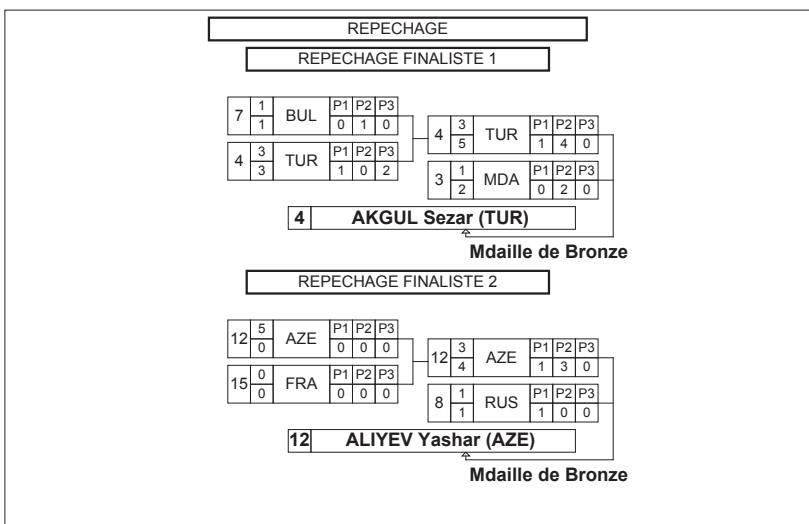 REPECHAGE
REPECHAGE FINALISTE 1
7 1 BUL P1 P2 P3
1 0 1 0
4 3 TUR P1 P2 P3
3 1 0 2
4 3 TUR P1 P2 P3
5 1 4 0
3 1 MDA P1 P2 P3
2 0 2 0
4 AKGUL Sezar (TUR)
Mdaille de Bronze
REPECHAGE FINALISTE 2
12 5 AZE P1 P2 P3
0 0 0 0
15 0 FRA P1 P2 P3
0 0 0 0
12 3 AZE P1 P2 P3
4 1 3 0
8 1 RUS P1 P2 P3
1 1 0 0
12 ALIYEV Yashar (AZE)
Mdaille de Bronze